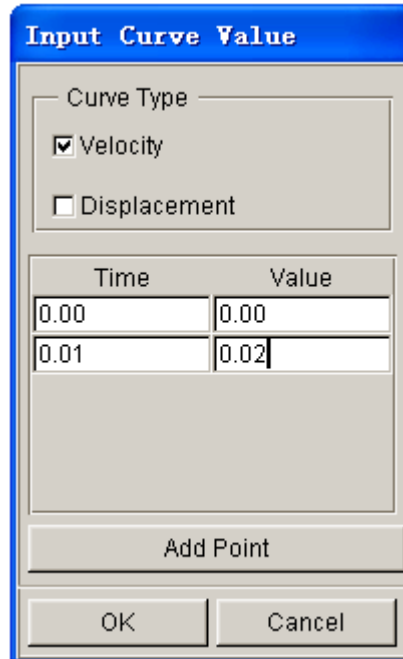 Input Curve Value
Curve Type
Velocity
Displacement
Time Value
0.00 0.00
0.01 0.02
Add Point
OK Cancel